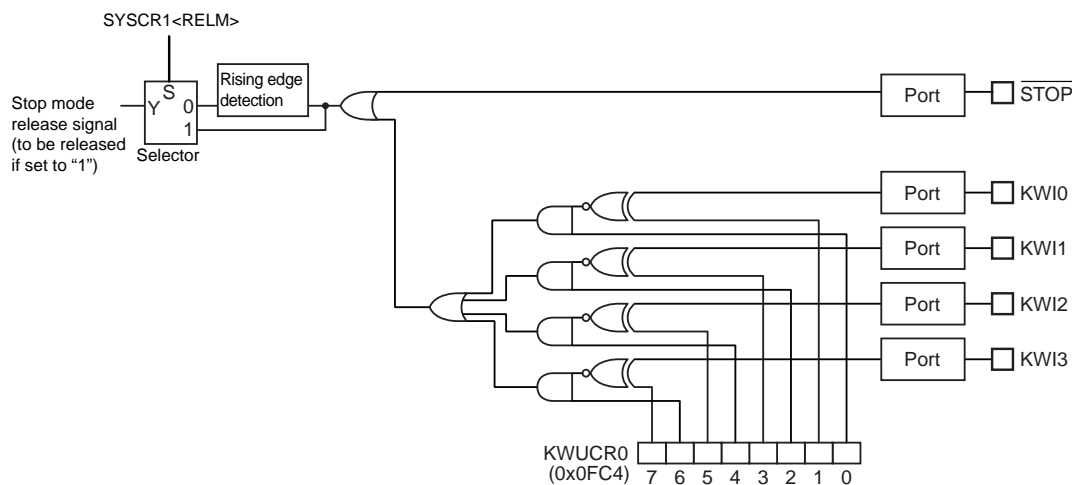 SYSCR1<RELM>
Stop mode
release signal
(to be released
if set to “1”)
Y
S
0
1
Selector
Rising edge
detection
Port
STOP
Port
KWI0
Port
KWI1
Port
KWI2
Port
KWI3
KWUCR0
(0x0FC4)
7 6 5 4 3 2 1 0